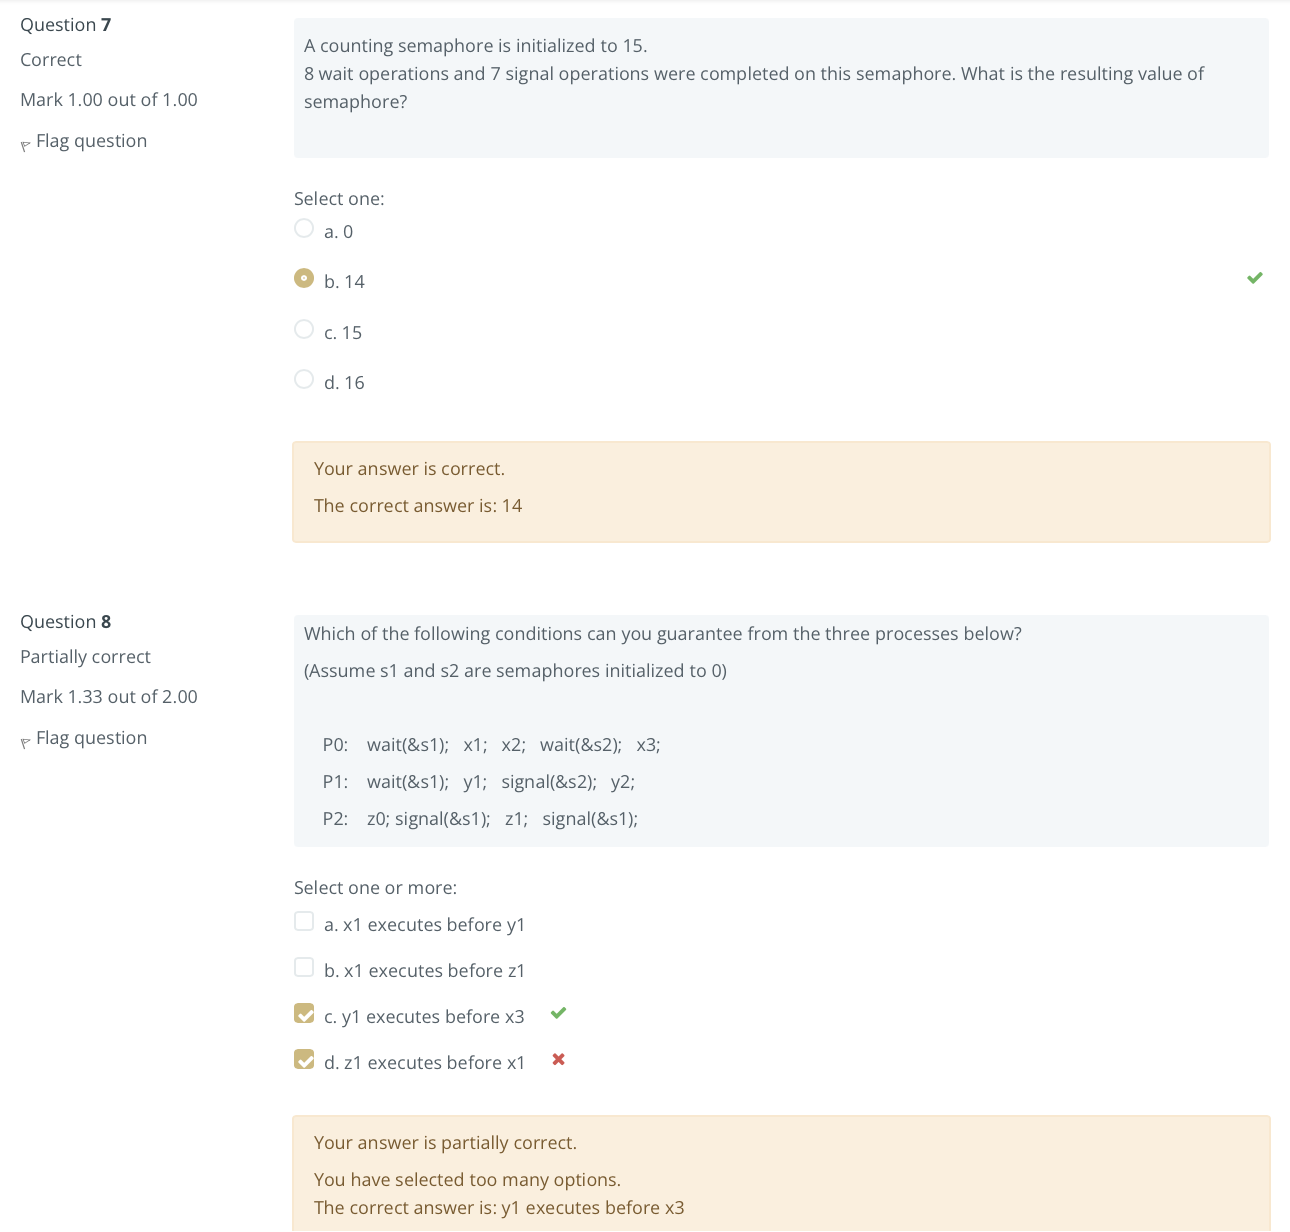 Question 7
Correct
Mark 1.00 out of 1.00
Flag question
A counting semaphore is initialized to 15.
8 wait operations and 7 signal operations were completed on this semaphore. What is the resulting value of
semaphore?
Select one:
a. 0
b. 14
c. 15
d. 16
Your answer is correct.
The correct answer is: 14
Question 8
Partially correct
Mark 1.33 out of 2.00
Flag question
Which of the following conditions can you guarantee from the three processes below?
(Assume s1 and s2 are semaphores initialized to 0)
P0: wait(&s1); x1; x2; wait(&s2); x3;
P1: wait(&s1); y1; signal(&s2); y2;
P2: z0; signal(&s1); z1; signal(&s1);
Select one or more:
a. x1 executes before y1
b. x1 executes before z1
c. y1 executes before x3
d. z1 executes before x1
Your answer is partially correct.
You have selected too many options.
The correct answer is: y1 executes before x3